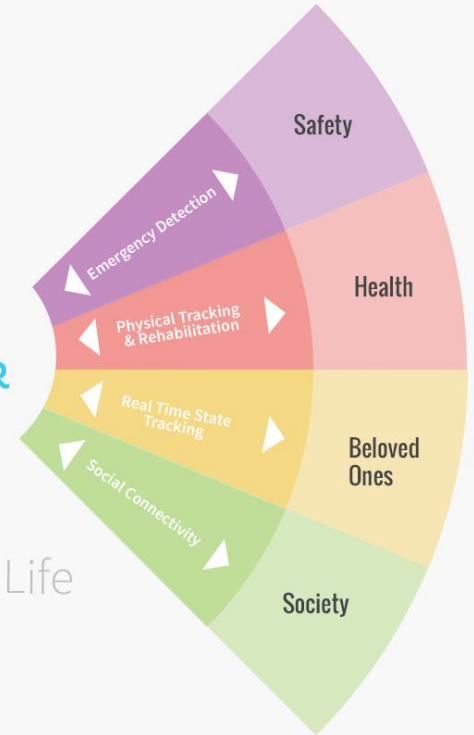 Safety
Emergency Detection
Health
Physical Tracking
& Rehabilitation
Real Time State
Tracking
Beloved
Ones
Social Connectivity
Life
Society